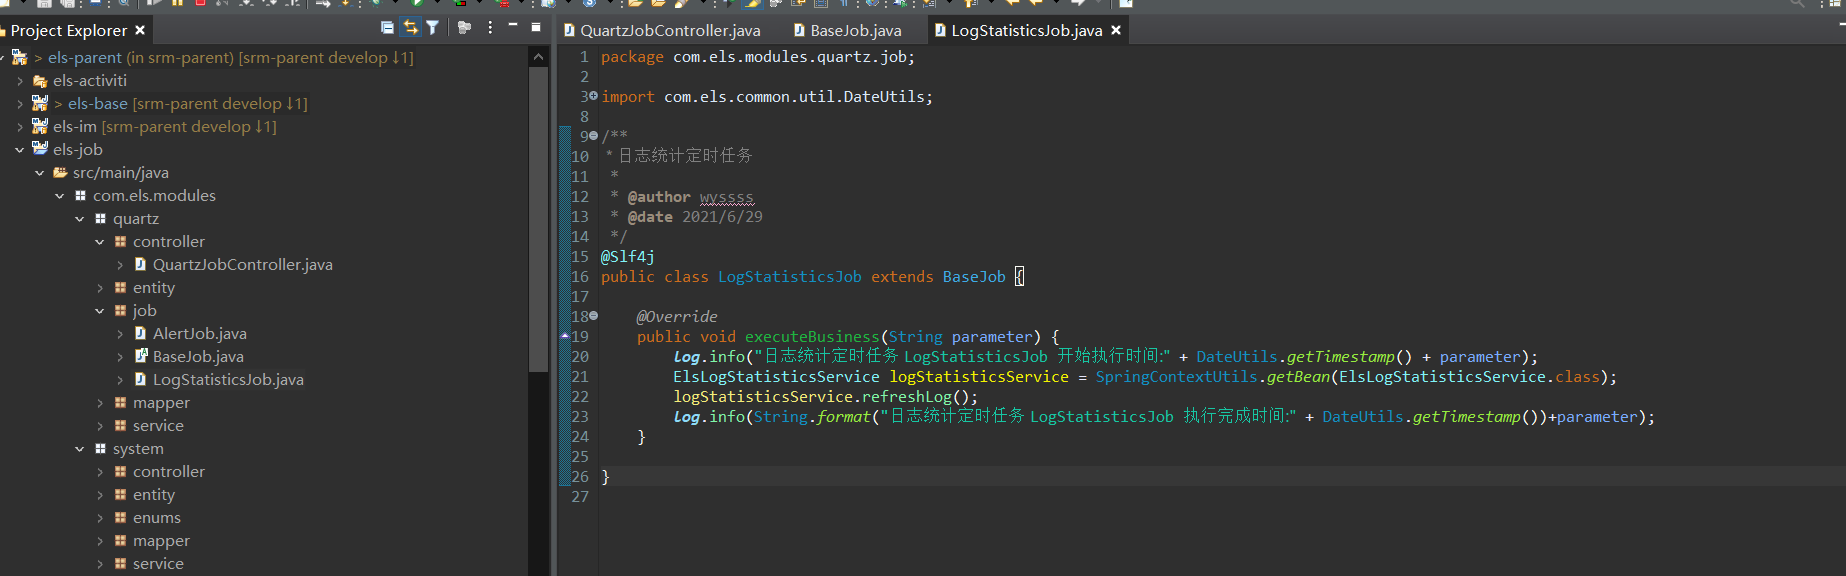 Project Explorer
> els-parent (in srm-parent) [srm-parent develop ↓1]
els-activiti
> els-base [srm-parent develop ↓1]
els-im [srm-parent develop ↓1]
els-job
src/main/java
com.els.modules
quartz
controller
QuartzJobController.java
entity
job
AlertJob.java
BaseJob.java
LogStatisticsJob.java
mapper
service
system
controller
entity
enums
mapper
service
QuartzJobController.java BaseJob.java LogStatisticsJob.java
1 package com.els.modules.quartz.job;
2
3 import com.els.common.util.DateUtils;
8
9 /**
10 * 日志统计定时任务
11 *
12 * @author wyssss
13 * @date 2021/6/29
14 */
15 @Slf4j
16 public class LogStatisticsJob extends BaseJob {
17
18 @Override
19 public void executeBusiness(String parameter) {
20 log.info("日志统计定时任务 LogStatisticsJob 开始执行时间:" + DateUtils.getTimestamp() + parameter);
21 ElsLogStatisticsService logStatisticsService = SpringContextUtils.getBean(ElsLogStatisticsService.class);
22 logStatisticsService.refreshLog();
23 log.info(String.format("日志统计定时任务 LogStatisticsJob 执行完成时间:" + DateUtils.getTimestamp())+parameter);
24 }
25
26 }
27